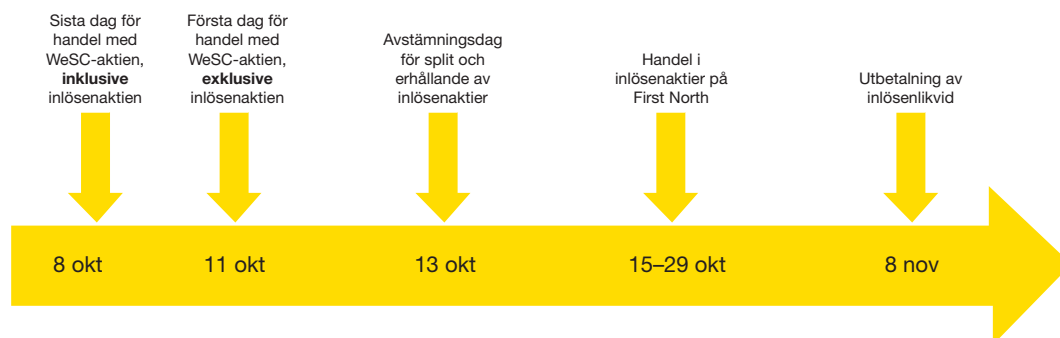 Sista dag för
handel med
WeSC-aktien,
inklusive
inlösenaktien
Första dag för
handel med
WeSC-aktien,
exklusive
inlösenaktien
Avstämningsdag
för split och
erhållande av
inlösenaktier
Handel i
inlösenaktier på
First North
Utbetalning av
inlösenlikvid
8 okt
11 okt
13 okt
15–29 okt
8 nov